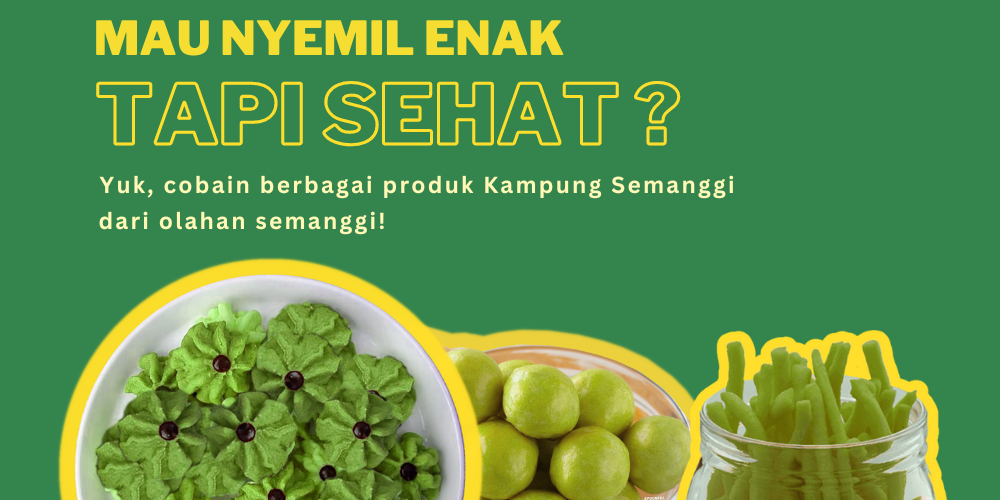 MAU NYEMIL ENAK
TAPI SEHAT ?
Yuk, cobain berbagai produk Kampung Semanggi
dari olahan semanggi!